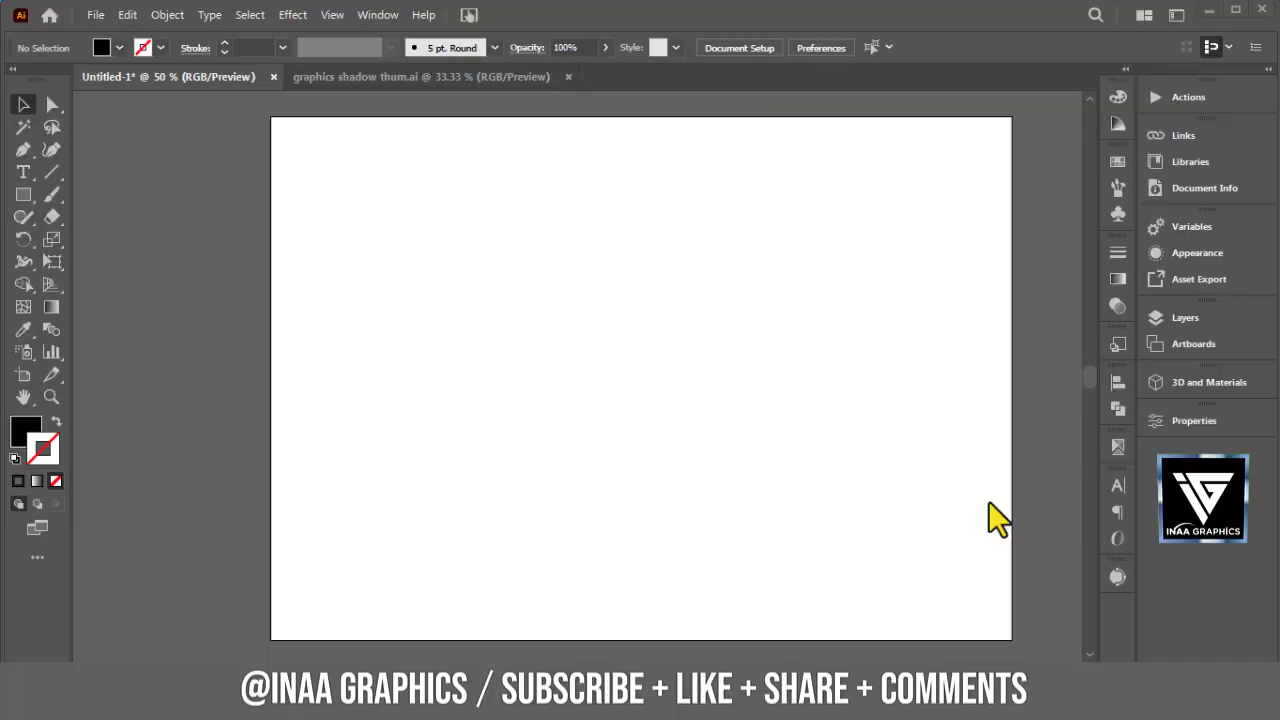 Ai File Edit Object Type Select Effect View Window Help
No Selection Stroke: 5 pt. Round Opacity: 100% Style: Document Setup Preferences
Untitled-1* @ 50 % (RGB/Preview) × graphics shadow thum.ai @ 33.33 % (RGB/Preview) ×
Actions
Links
Libraries
Document Info
Variables
Appearance
Asset Export
Layers
Artboards
3D and Materials
Properties
INAA GRAPHICS
@INAA GRAPHICS / SUBSCRIBE + LIKE + SHARE + COMMENTS